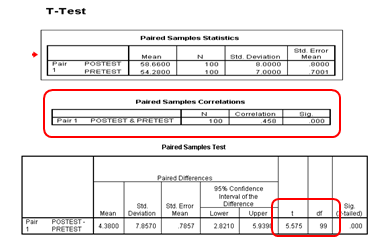 T-Test
Paired Samples Statistics
Mean N Std. Deviation Std. Error Mean
Pair 1 POSTEST 58.6600 100 8.0000 .8000
PRETEST 54.2800 100 7.0000 .7001
Paired Samples Correlations
N Correlation Sig.
Pair 1 POSTEST & PRETEST 100 .458 .000
Paired Samples Test
Paired Differences
95% Confidence Interval of the Difference
Mean Std. Deviation Std. Error Mean Lower Upper t df Sig. (2-tailed)
Pair 1 POSTEST - PRETEST 4.3800 7.8570 .7857 2.8210 5.9390 5.575 99 .000